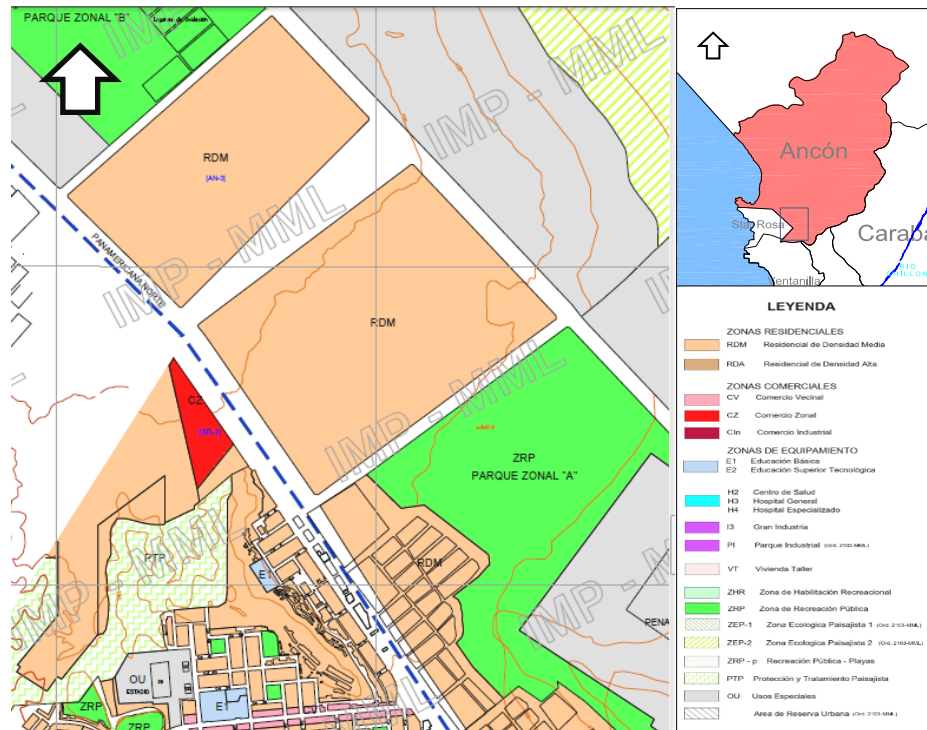 PARQUE ZONAL "B"
IMP - MML
IMP - MML
RDM
[AN-3]
IMP - MML
PANAMERICANA NORTE
RDM
CZ
IMP - MML
ZRP
PARQUE ZONAL "A"
IMP - MML
PTP
RDM
E1
IMP - MML
PENA
OU
ESTADIO
E1
ZRP
ZRP
Ancón
Sta. Rosa
Caraba
Ventanilla
RIO
CHILLON
LEYENDA
ZONAS RESIDENCIALES
RDM Residencial de Densidad Media
RDA Residencial de Densidad Alta
ZONAS COMERCIALES
CV Comercio Vecinal
CZ Comercio Zonal
CIn Comercio Industrial
ZONAS DE EQUIPAMIENTO
E1 Educación Básica
E2 Educación Superior Tecnológica
H2 Centro de Salud
H3 Hospital General
H4 Hospital Especializado
I3 Gran Industria
PI Parque Industrial (Ord. 2103-MML)
VT Vivienda Taller
ZHR Zona de Habilitación Recreacional
ZRP Zona de Recreación Pública
ZEP-1 Zona Ecologica Paisajista 1 (Ord. 2103-MML)
ZEP-2 Zona Ecologica Paisajista 2 (Ord. 2103-MML)
ZRP - p Recreación Pública - Playas
PTP Protección y Tratamiento Paisajista
OU Usos Especiales
Area de Reserva Urbana (Ord. 2103-MML)